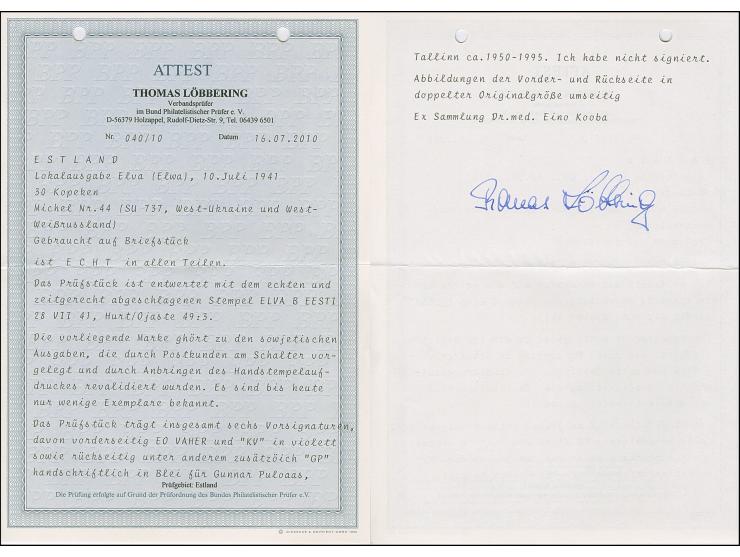 ATTEST
THOMAS LÖBBERING
Verbandsprüfer
im Bund Philatelistischer Prüfer e. V.
D-56379 Holzappel, Rudolf-Dietz-Str. 9, Tel. 06439 6501
Nr. 040/10 Datum 16.07.2010
E S T L A N D
Lokalausgabe Elva (Elwa), 10.Juli 1941
30 Kopeken
Michel Nr.44 (SU 737, West-Ukraine und West-
Weißrussland)
Gebraucht auf Briefstück
ist E C H T in allen Teilen.
Das Prüfstück ist entwertet mit dem echten und
zeitgerecht abgeschlagenen Stempel ELVA B EESTI
28 VII 41, Hurt/Ojaste 49:3.
Die vorliegende Marke ghört zu den sowjetischen
Ausgaben, die durch Postkunden am Schalter vor-
gelegt und durch Anbringen des Handstempelauf-
druckes revalidiert wurden. Es sind bis heute
nur wenige Exemplare bekannt.
Das Prüfstück trägt insgesamt sechs Vorsignaturen,
davon vorderseitig EO VAHER und "KV" in violett
sowie rückseitig unter anderem zusätzöich "GP"
handschriftlich in Blei für Gunnar Puloaas,
Prüfgebiet: Estland
Die Prüfung erfolgte auf Grund der Prüfordnung des Bundes Philatelistischer Prüfer e.V.
Tallinn ca.1950-1995. Ich habe nicht signiert.
Abbildungen der Vorder- und Rückseite in
doppelter Originalgröße umseitig
Ex Sammlung Dr.med. Eino Kooba
Thomas Löbbering